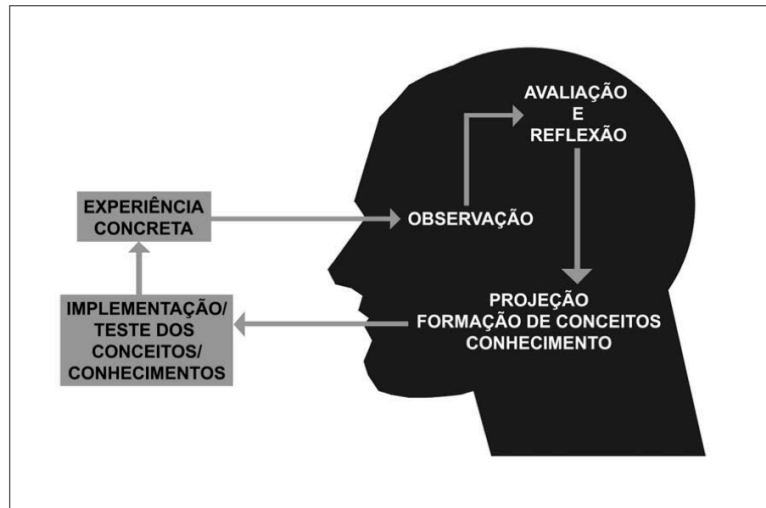 AVALIAÇÃO
E
REFLEXÃO
EXPERIÊNCIA
CONCRETA
OBSERVAÇÃO
IMPLEMENTAÇÃO/
TESTE DOS
CONCEITOS/
CONHECIMENTOS
PROJEÇÃO
FORMAÇÃO DE CONCEITOS
CONHECIMENTO